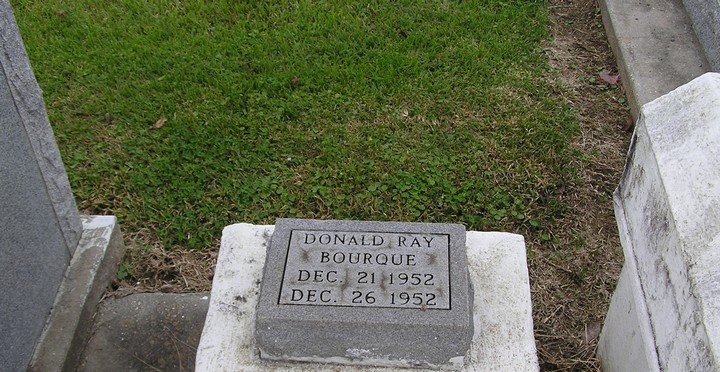 DONALD RAY
BOURQUE
DEC. 21 1952
DEC. 26 1952